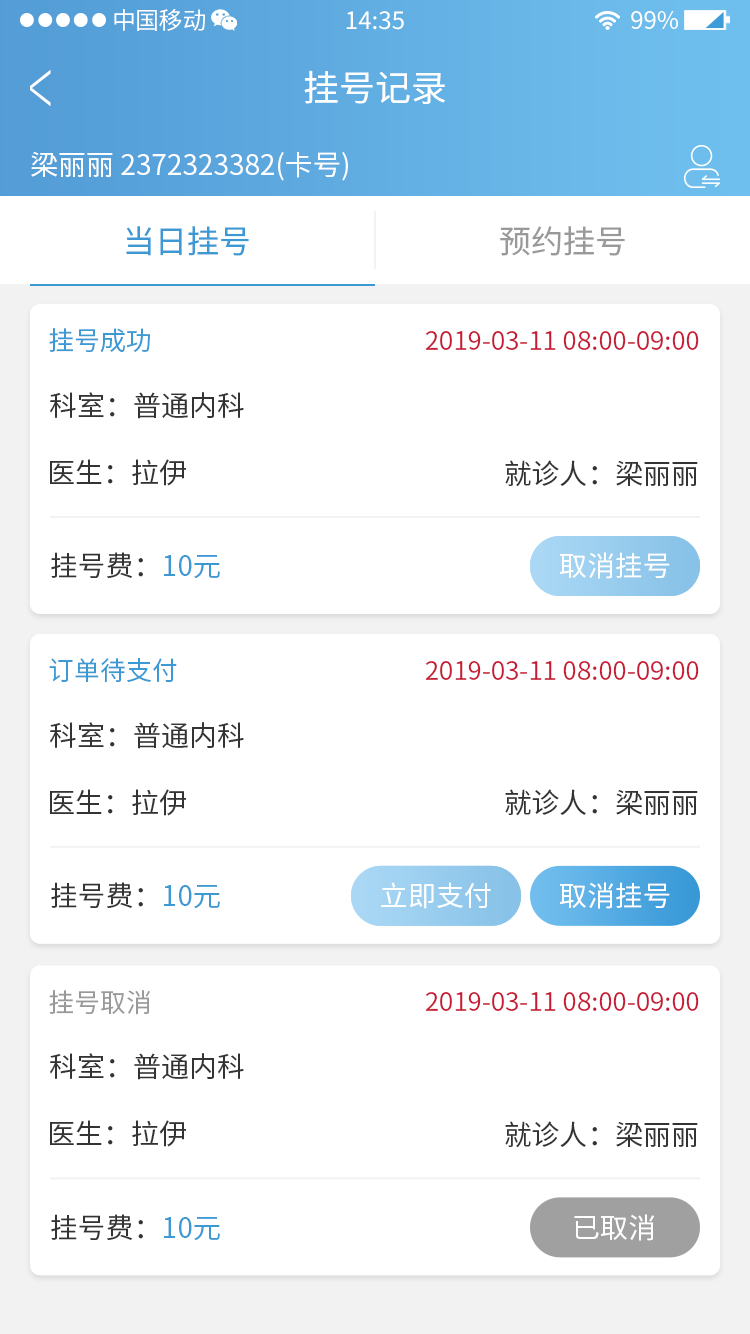 中国移动 14:35 99%
挂号记录
梁丽丽 2372323382(卡号)
当日挂号 预约挂号
挂号成功 2019-03-11 08:00-09:00
科室：普通内科
医生：拉伊 就诊人：梁丽丽
挂号费：10元 取消挂号
订单待支付 2019-03-11 08:00-09:00
科室：普通内科
医生：拉伊 就诊人：梁丽丽
挂号费：10元 立即支付 取消挂号
挂号取消 2019-03-11 08:00-09:00
科室：普通内科
医生：拉伊 就诊人：梁丽丽
挂号费：10元 已取消